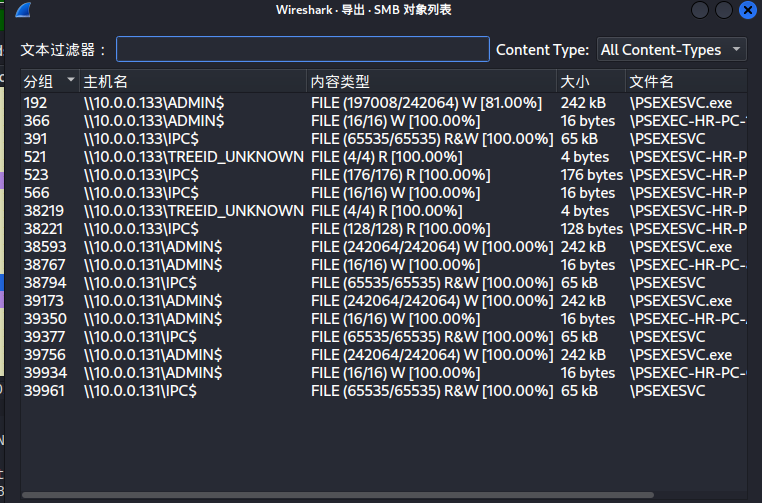 Wireshark · 导出 · SMB 对象列表
文本过滤器： Content Type: All Content-Types
分组 主机名 内容类型 大小 文件名
192 \\10.0.0.133\ADMIN$ FILE (197008/242064) W [81.00%] 242 kB \PSEXESVC.exe
366 \\10.0.0.133\ADMIN$ FILE (16/16) W [100.00%] 16 bytes \PSEXEC-HR-PC-
391 \\10.0.0.133\IPC$ FILE (65535/65535) R&W [100.00%] 65 kB \PSEXESVC
521 \\10.0.0.133\TREEID_UNKNOWN FILE (4/4) R [100.00%] 4 bytes \PSEXESVC-HR-P
523 \\10.0.0.133\IPC$ FILE (176/176) R [100.00%] 176 bytes \PSEXESVC-HR-P
566 \\10.0.0.133\IPC$ FILE (16/16) W [100.00%] 16 bytes \PSEXESVC-HR-P
38219 \\10.0.0.133\TREEID_UNKNOWN FILE (4/4) R [100.00%] 4 bytes \PSEXESVC-HR-P
38221 \\10.0.0.133\IPC$ FILE (128/128) R [100.00%] 128 bytes \PSEXESVC-HR-P
38593 \\10.0.0.131\ADMIN$ FILE (242064/242064) W [100.00%] 242 kB \PSEXESVC.exe
38767 \\10.0.0.131\ADMIN$ FILE (16/16) W [100.00%] 16 bytes \PSEXEC-HR-PC-
38794 \\10.0.0.131\IPC$ FILE (65535/65535) R&W [100.00%] 65 kB \PSEXESVC
39173 \\10.0.0.131\ADMIN$ FILE (242064/242064) W [100.00%] 242 kB \PSEXESVC.exe
39350 \\10.0.0.131\ADMIN$ FILE (16/16) W [100.00%] 16 bytes \PSEXEC-HR-PC-
39377 \\10.0.0.131\IPC$ FILE (65535/65535) R&W [100.00%] 65 kB \PSEXESVC
39756 \\10.0.0.131\ADMIN$ FILE (242064/242064) W [100.00%] 242 kB \PSEXESVC.exe
39934 \\10.0.0.131\ADMIN$ FILE (16/16) W [100.00%] 16 bytes \PSEXEC-HR-PC-
39961 \\10.0.0.131\IPC$ FILE (65535/65535) R&W [100.00%] 65 kB \PSEXESVC